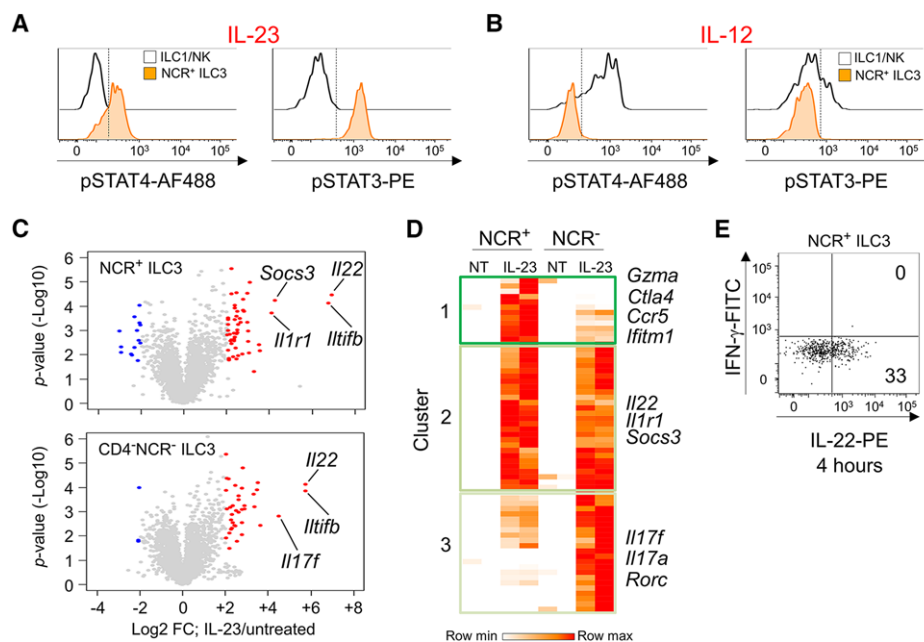 A
IL-23
ILC1/NK
NCR⁺ ILC3
0 10³ 10⁴ 10⁵
pSTAT4-AF488
0 10³ 10⁴ 10⁵
pSTAT3-PE
B
IL-12
ILC1/NK
NCR⁺ ILC3
0 10³ 10⁴ 10⁵
pSTAT4-AF488
0 10³ 10⁴ 10⁵
pSTAT3-PE
C
p-value (-Log10)
6
5
4
3
2
1
0
NCR⁺ ILC3
Socs3
Il22
Il1r1
Iltifb
p-value (-Log10)
6
5
4
3
2
1
0
CD4⁻NCR⁻ ILC3
Il22
Iltifb
Il17f
-4 -2 0 +2 +4 +6 +8
Log2 FC; IL-23/untreated
D
NCR⁺ NCR⁻
NT IL-23 NT IL-23
Cluster
1
Gzma
Ctla4
Ccr5
Ifitm1
2
Il22
Il1r1
Socs3
3
Il17f
Il17a
Rorc
Row min Row max
E
NCR⁺ ILC3
IFN-γ-FITC
10⁵
10⁴
10³
0
0
33
0 10³ 10⁴ 10⁵
IL-22-PE
4 hours